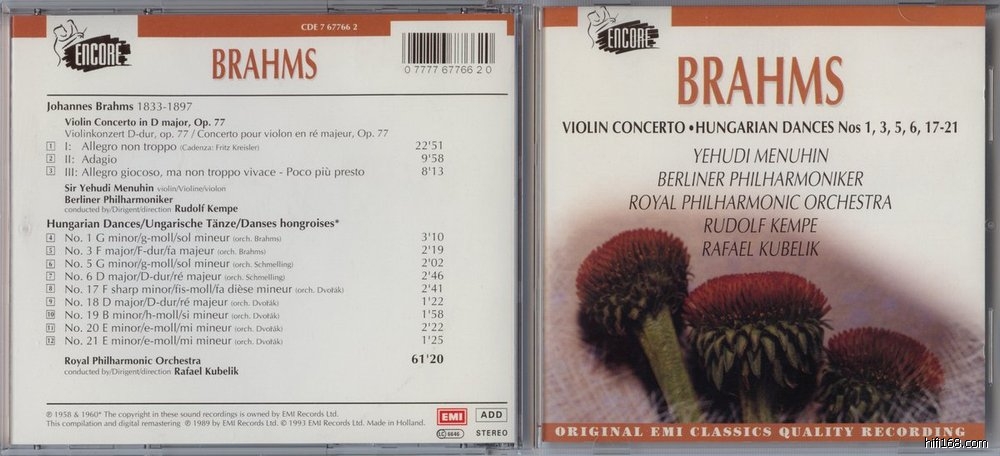 CDE 7 67766 2
ENCORE
BRAHMS
0 7777 67766 2 0
Johannes Brahms 1833-1897
Violin Concerto in D major, Op. 77
Violinkonzert D-dur, op. 77 / Concerto pour violon en ré majeur, Op. 77
1 I: Allegro non troppo (Cadenza: Fritz Kreisler) 22'51
2 II: Adagio 9'58
3 III: Allegro giocoso, ma non troppo vivace - Poco più presto 8'13
Sir Yehudi Menuhin violin/Violine/violon
Berliner Philharmoniker
conducted by/Dirigent/direction Rudolf Kempe
Hungarian Dances/Ungarische Tänze/Danses hongroises*
4 No. 1 G minor/g-moll/sol mineur (orch. Brahms) 3'10
5 No. 3 F major/F-dur/fa majeur (orch. Brahms) 2'19
6 No. 5 G minor/g-moll/sol mineur (orch. Schmelling) 2'02
7 No. 6 D major/D-dur/ré majeur (orch. Schmelling) 2'46
8 No. 17 F sharp minor/fis-moll/fa dièse mineur (orch. Dvořák) 2'41
9 No. 18 D major/D-dur/ré majeur (orch. Dvořák) 1'22
10 No. 19 B minor/h-moll/si mineur (orch. Dvořák) 1'58
11 No. 20 E minor/e-moll/mi mineur (orch. Dvořák) 2'22
12 No. 21 E minor/e-moll/mi mineur (orch. Dvořák) 1'25
Royal Philharmonic Orchestra 61'20
conducted by/Dirigent/direction Rafael Kubelik
℗ 1958 & 1960* The copyright in these sound recordings is owned by EMI Records Ltd.
This compilation and digital remastering ℗ 1989 by EMI Records Ltd. © 1993 EMI Records Ltd. Made in Holland.
EMI ADD
LC 6646 STEREO
ENCORE
BRAHMS
VIOLIN CONCERTO • HUNGARIAN DANCES Nos 1, 3, 5, 6, 17-21
YEHUDI MENUHIN
BERLINER PHILHARMONIKER
ROYAL PHILHARMONIC ORCHESTRA
RUDOLF KEMPE
RAFAEL KUBELIK
ORIGINAL EMI CLASSICS QUALITY RECORDING
hifi168.com